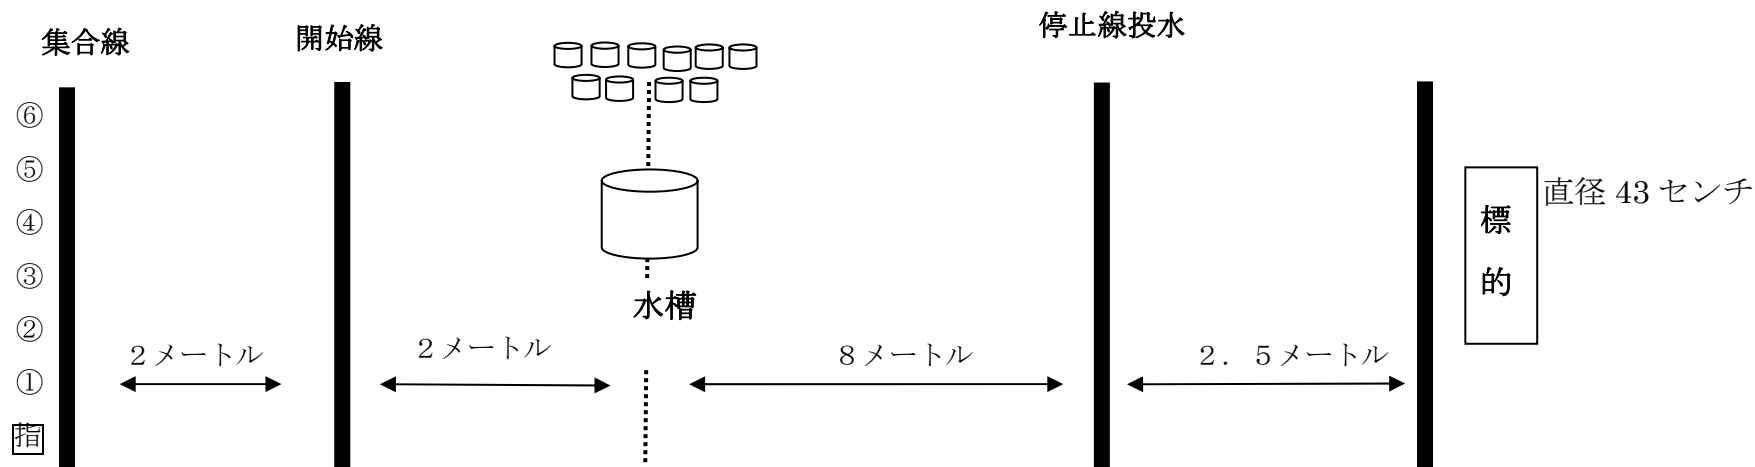 集合線
開始線
停止線投水
⑥
⑤
④
③
②
①
指
水槽
標
的
直径 43 センチ
2メートル
2メートル
8メートル
2．5メートル